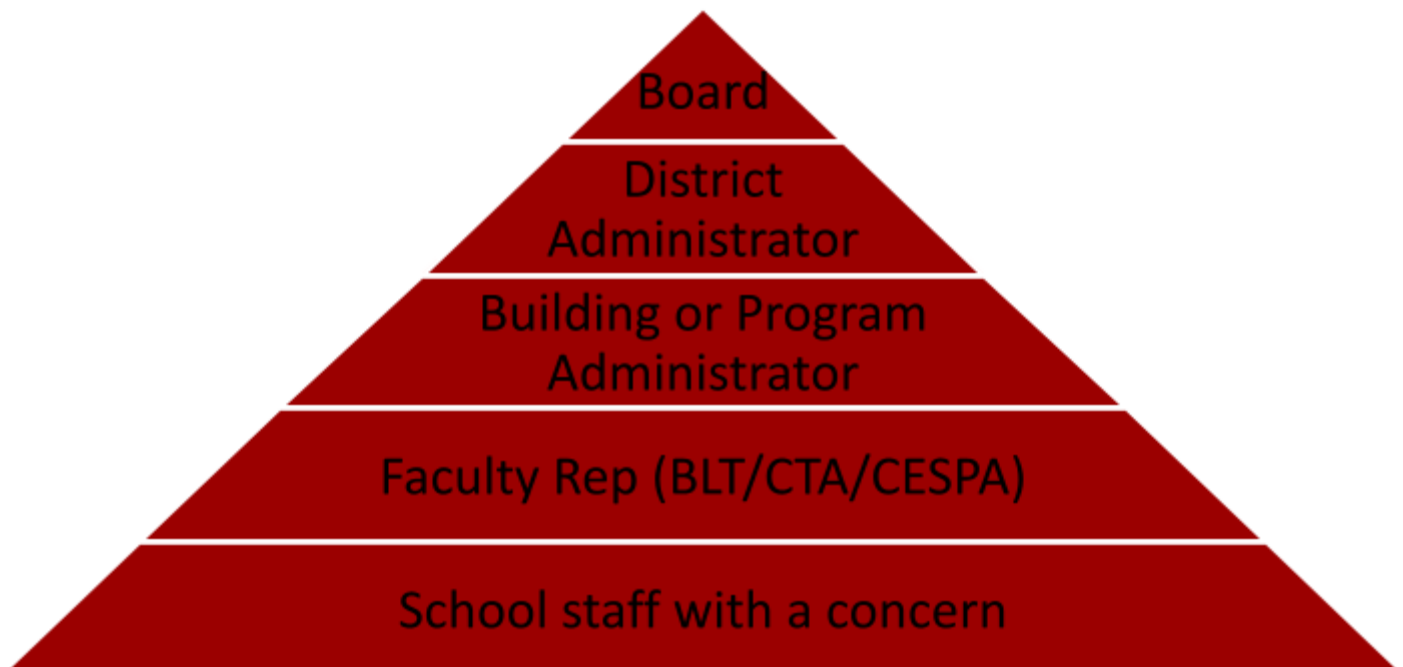 Board
District
Administrator
Building or Program
Administrator
Faculty Rep (BLT/CTA/CESPA)
School staff with a concern